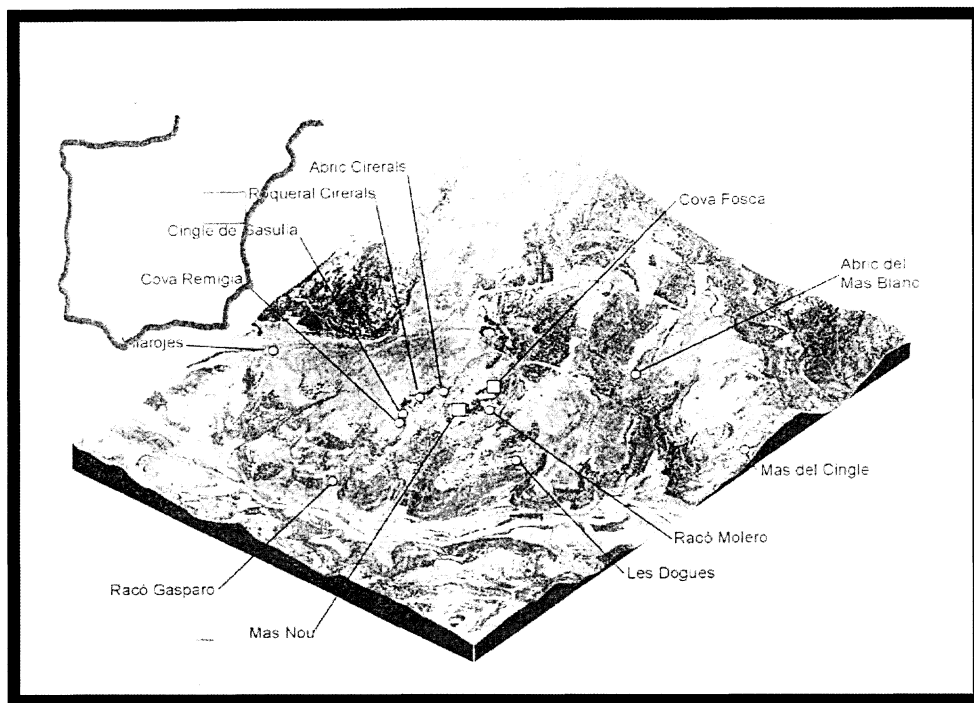 Abric Cirerals
Roqueral Cirerals
Cova Fosca
Cingle de
Cova Remigia
Abric del
Mas Blanc
Mas del Cingle
Racó Molero
Les Dogues
Racó Gasparo
Mas Nou